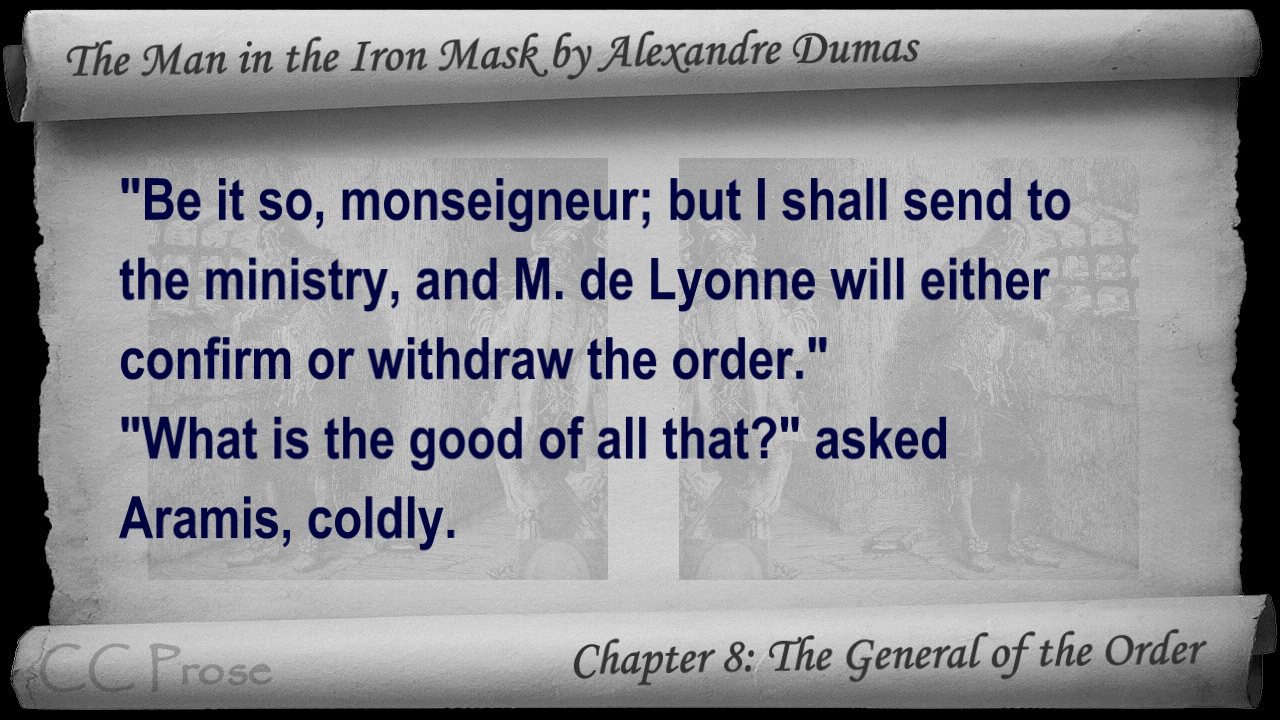 The Man in the Iron Mask by Alexandre Dumas
"Be it so, monseigneur; but I shall send to
the ministry, and M. de Lyonne will either
confirm or withdraw the order."
"What is the good of all that?" asked
Aramis, coldly.
CC Prose
Chapter 8: The General of the Order